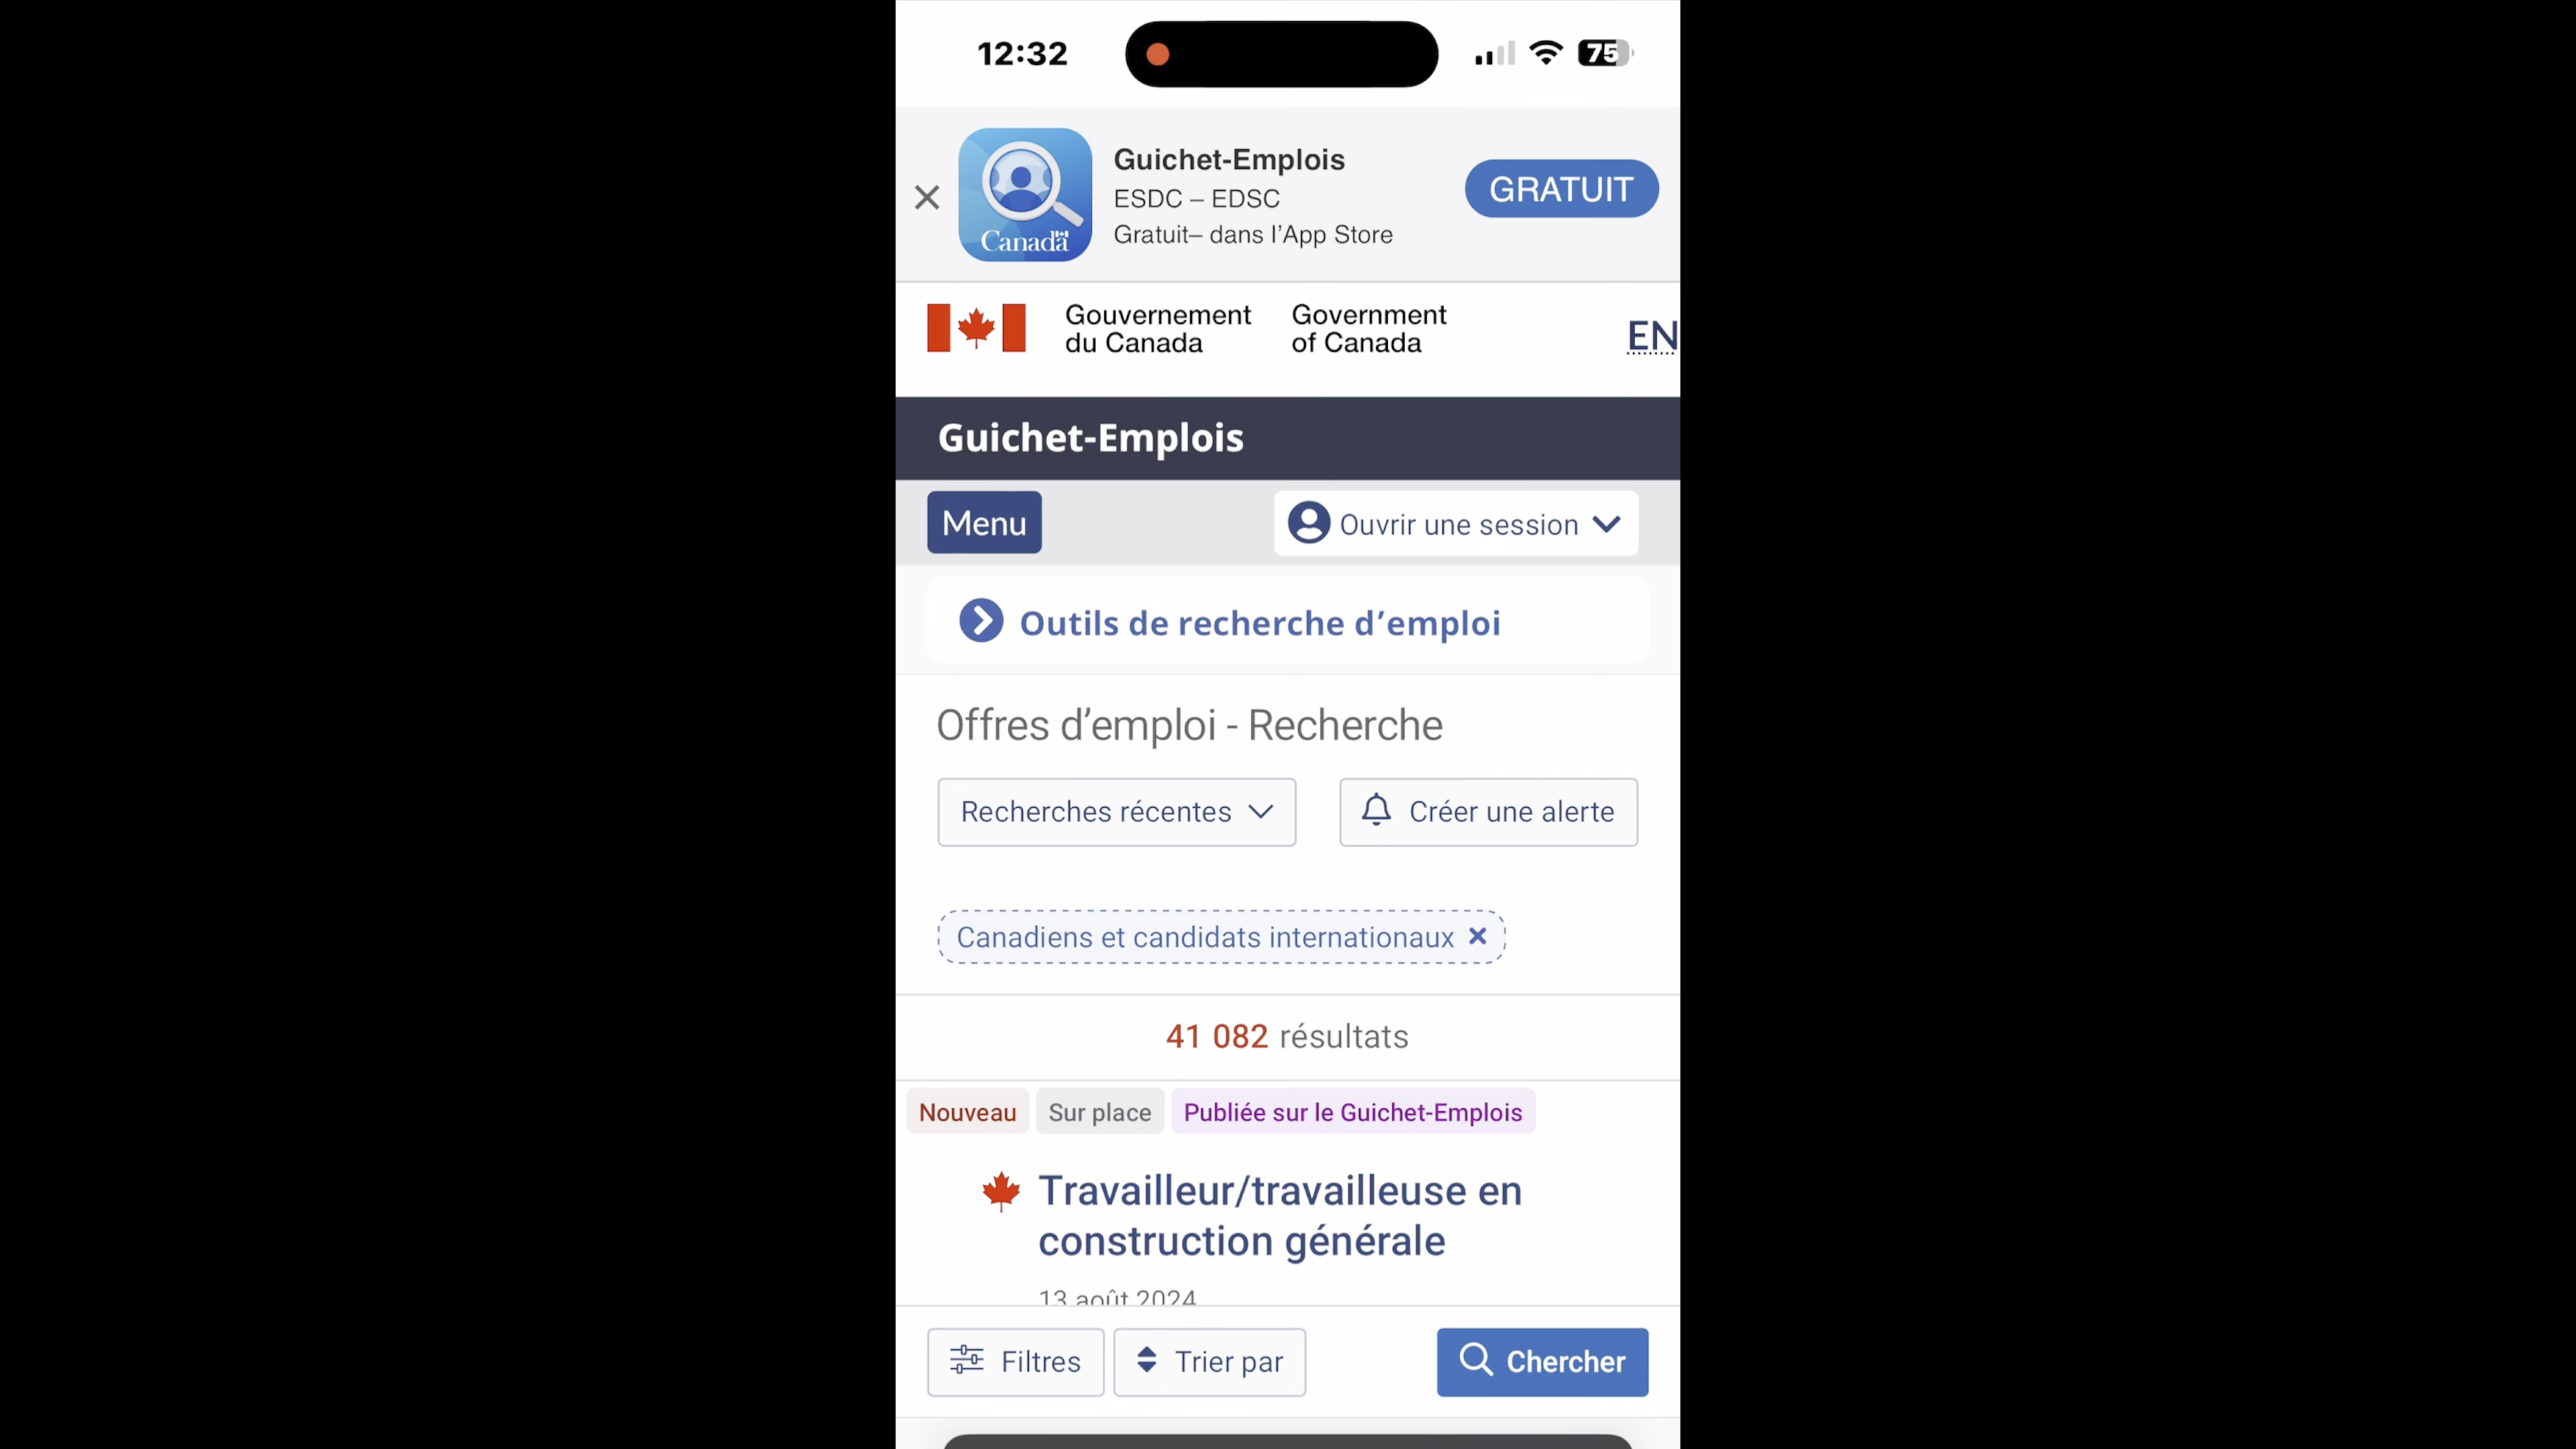 12:32
75
Guichet-Emplois
ESDC – EDSC
Gratuit– dans l’App Store
GRATUIT
Canada
Gouvernement du Canada
Government of Canada
EN
Guichet-Emplois
Menu
Ouvrir une session
Outils de recherche d’emploi
Offres d’emploi - Recherche
Recherches récentes
Créer une alerte
Canadiens et candidats internationaux ×
41 082 résultats
Nouveau
Sur place
Publiée sur le Guichet-Emplois
Travailleur/travailleuse en
construction générale
13 août 2024
Filtres
Trier par
Chercher